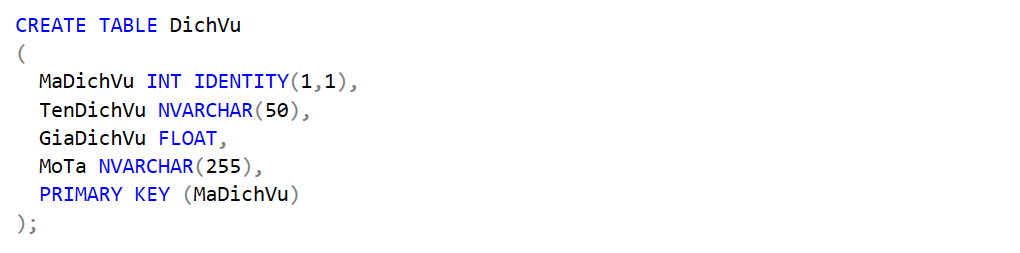 CREATE TABLE DichVu
(
  MaDichVu INT IDENTITY(1,1),
  TenDichVu NVARCHAR(50),
  GiaDichVu FLOAT,
  MoTa NVARCHAR(255),
  PRIMARY KEY (MaDichVu)
);